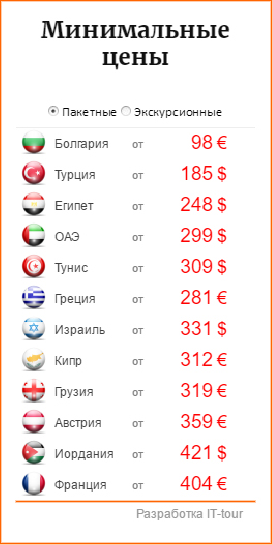 Минимальные
цены
Пакетные Экскурсионные
Болгария от 98 €
Турция от 185 $
Египет от 248 $
ОАЭ от 299 $
Тунис от 309 $
Греция от 281 €
Израиль от 331 $
Кипр от 312 €
Грузия от 319 €
Австрия от 359 €
Иордания от 421 $
Франция от 404 €
Разработка IT-tour